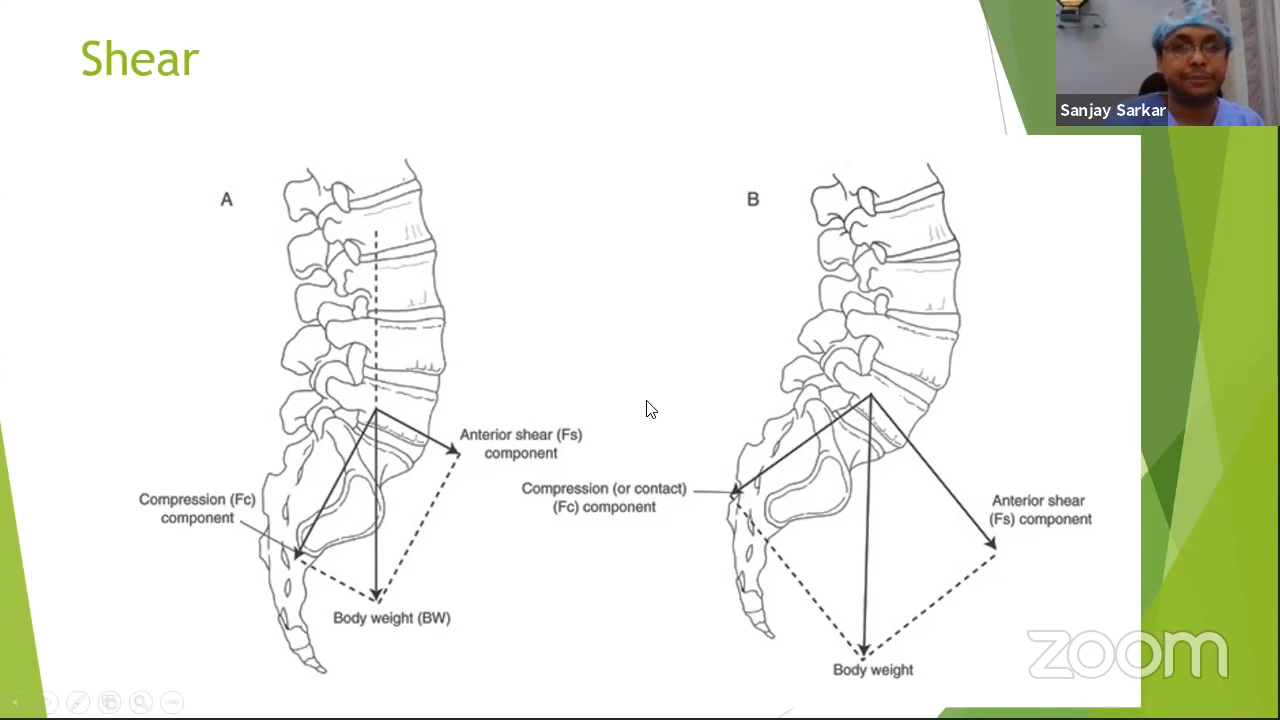 Shear
Sanjay Sarkar
A
B
Anterior shear (Fs)
component
Compression (Fc)
component
Body weight (BW)
Compression (or contact)
(Fc) component
Anterior shear
(Fs) component
Body weight
zoom